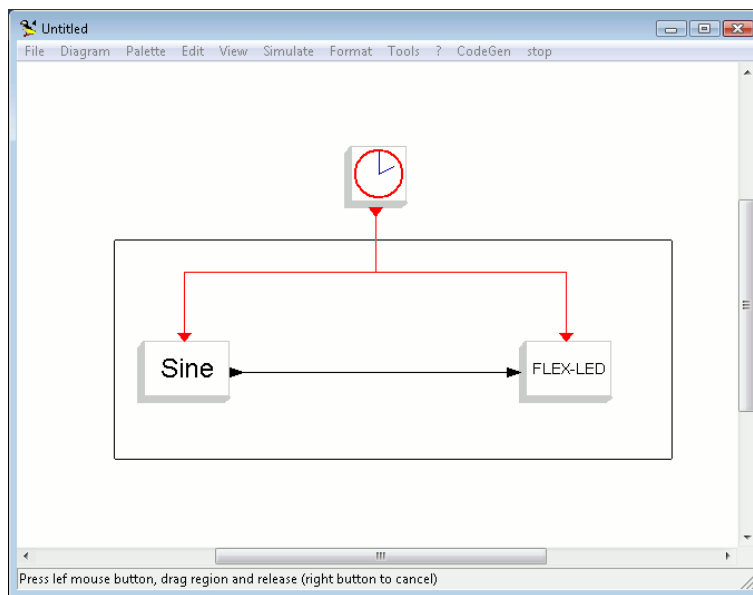 Untitled
File Diagram Palette Edit View Simulate Format Tools ? CodeGen stop
Sine
FLEX-LED
Press lef mouse button, drag region and release (right button to cancel)